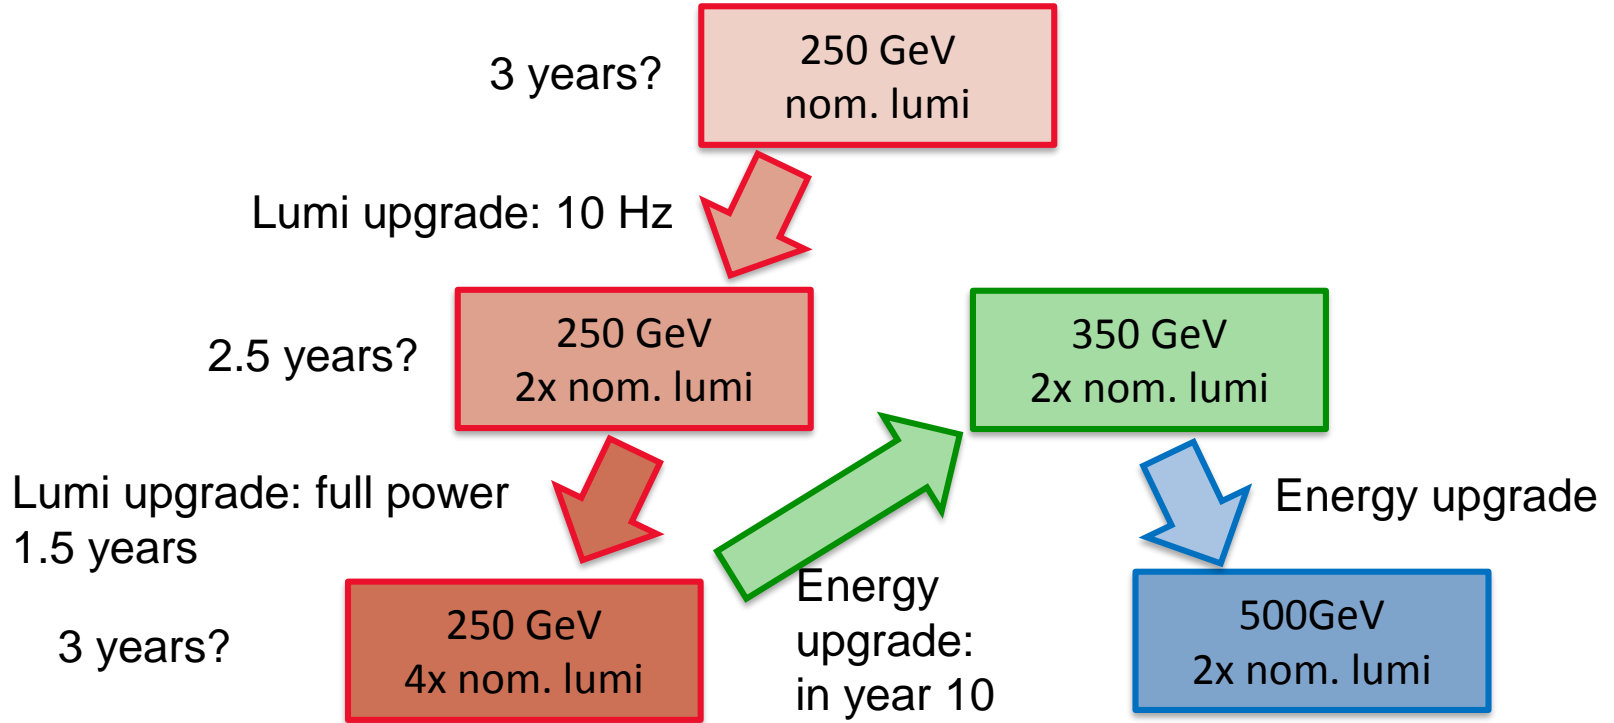 3 years?
250 GeV
nom. lumi
Lumi upgrade: 10 Hz
2.5 years?
250 GeV
2x nom. lumi
350 GeV
2x nom. lumi
Lumi upgrade: full power
1.5 years
Energy upgrade
3 years?
250 GeV
4x nom. lumi
Energy
upgrade:
in year 10
500GeV
2x nom. lumi